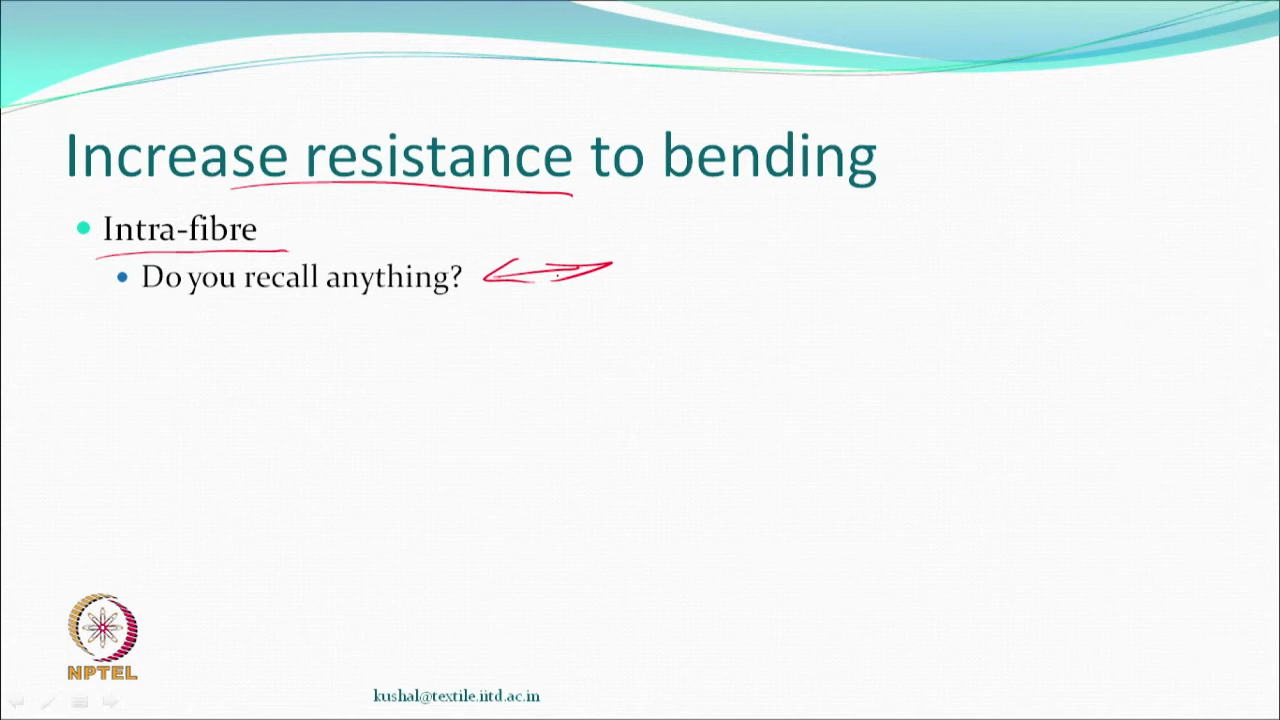 Increase resistance to bending
Intra-fibre
Do you recall anything?
NPTEL
kushal@textile.iitd.ac.in